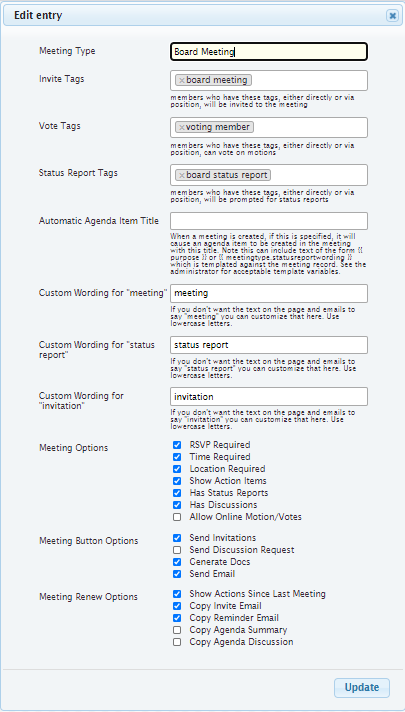 Edit entry
Meeting Type
Board Meeting
Invite Tags
×board meeting
members who have these tags, either directly or via
position, will be invited to the meeting
Vote Tags
×voting member
members who have these tags, either directly or via
position, can vote on motions
Status Report Tags
×board status report
members who have these tags, either directly or via
position, will be prompted for status reports
Automatic Agenda Item Title
When a meeting is created, if this is specified, it will
cause an agenda item to be created in the meeting
with this title. Note this can include text of the form {{
purpose }} or {{ meetingtype.statusreportwording }}
which is templated against the meeting record. See the
administrator for acceptable template variables.
Custom Wording for "meeting"
meeting
If you don't want the text on the page and emails to
say "meeting" you can customize that here. Use
lowercase letters.
Custom Wording for "status
report"
status report
If you don't want the text on the page and emails to
say "status report" you can customize that here. Use
lowercase letters.
Custom Wording for
"invitation"
invitation
If you don't want the text on the page and emails to
say "invitation" you can customize that here. Use
lowercase letters.
Meeting Options
RSVP Required
Time Required
Location Required
Show Action Items
Has Status Reports
Has Discussions
Allow Online Motion/Votes
Meeting Button Options
Send Invitations
Send Discussion Request
Generate Docs
Send Email
Meeting Renew Options
Show Actions Since Last Meeting
Copy Invite Email
Copy Reminder Email
Copy Agenda Summary
Copy Agenda Discussion
Update